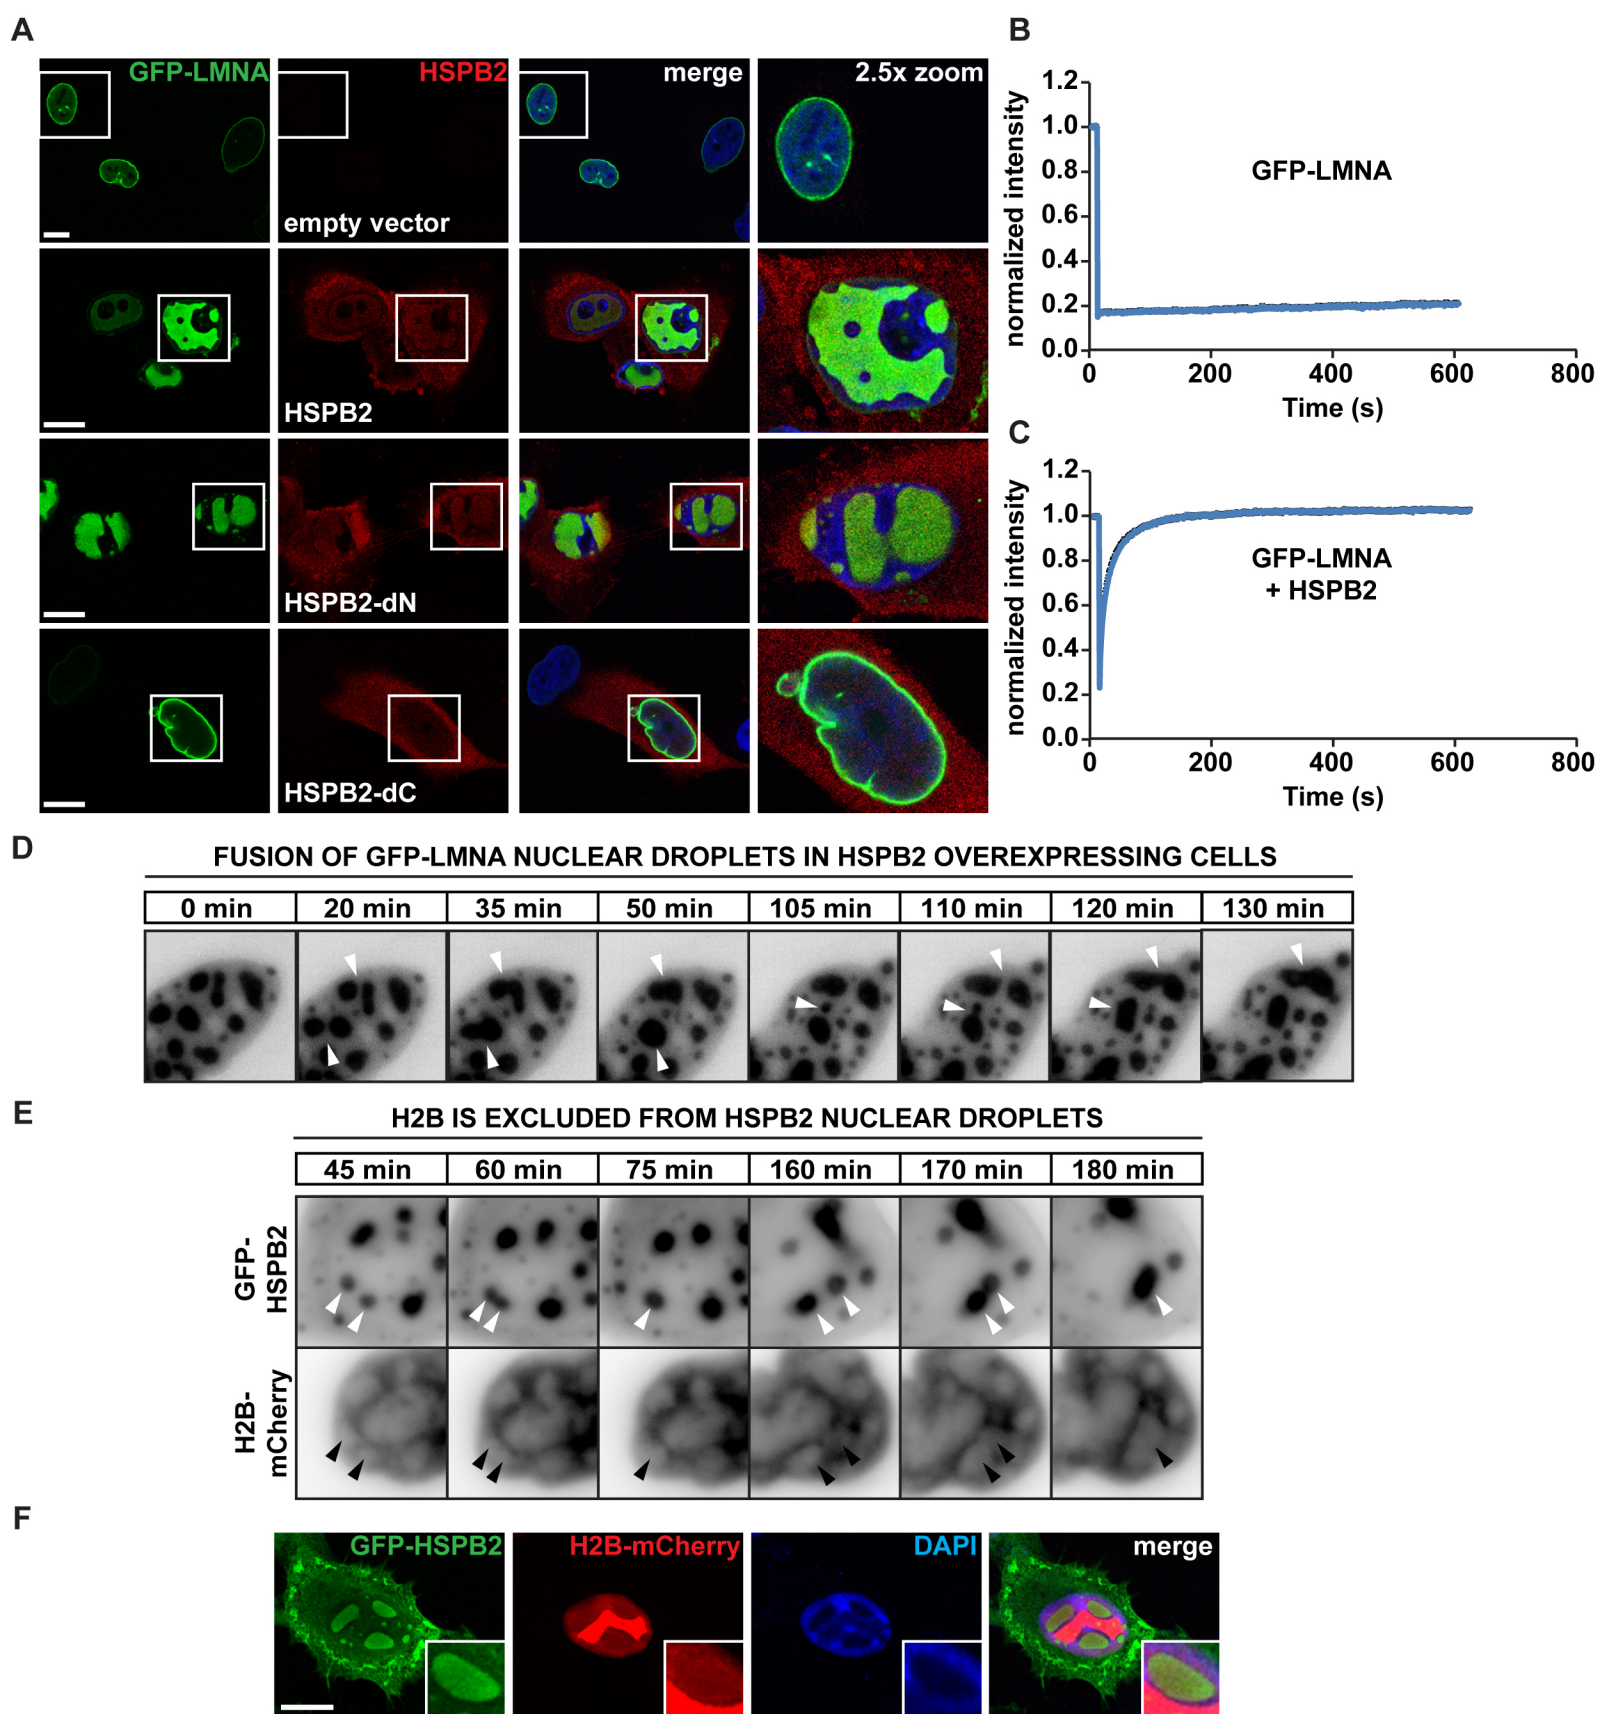 A
GFP-LMNA HSPB2 merge 2.5x zoom
empty vector
HSPB2
HSPB2-dN
HSPB2-dC
B
normalized intensity
1.2
1.0
0.8
0.6
0.4
0.2
0.0
GFP-LMNA
0 200 400 600 800
Time (s)
C
normalized intensity
1.2
1.0
0.8
0.6
0.4
0.2
0.0
GFP-LMNA
+ HSPB2
0 200 400 600 800
Time (s)
D
FUSION OF GFP-LMNA NUCLEAR DROPLETS IN HSPB2 OVEREXPRESSING CELLS
0 min 20 min 35 min 50 min 105 min 110 min 120 min 130 min
E
H2B IS EXCLUDED FROM HSPB2 NUCLEAR DROPLETS
45 min 60 min 75 min 160 min 170 min 180 min
GFP-
HSPB2
H2B-
mCherry
F
GFP-HSPB2 H2B-mCherry DAPI merge